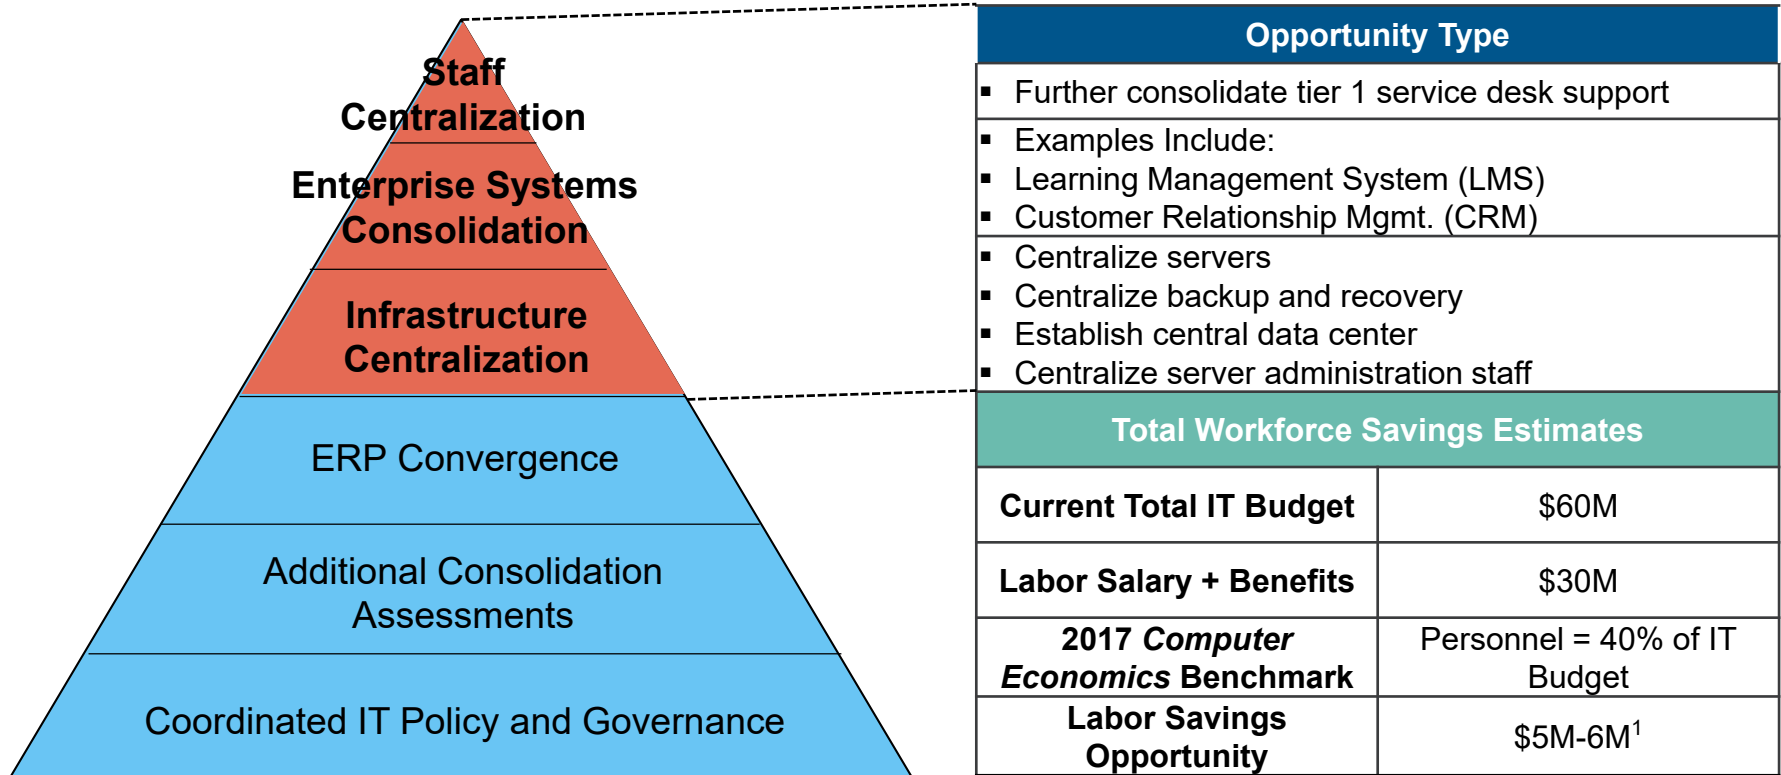 Staff
Centralization
Enterprise Systems
Consolidation
Infrastructure
Centralization
ERP Convergence
Additional Consolidation
Assessments
Coordinated IT Policy and Governance
Opportunity Type
▪ Further consolidate tier 1 service desk support
▪ Examples Include:
▪ Learning Management System (LMS)
▪ Customer Relationship Mgmt. (CRM)
▪ Centralize servers
▪ Centralize backup and recovery
▪ Establish central data center
▪ Centralize server administration staff
Total Workforce Savings Estimates
Current Total IT Budget
$60M
Labor Salary + Benefits
$30M
2017 Computer
Economics Benchmark
Personnel = 40% of IT
Budget
Labor Savings
Opportunity
$5M-6M¹